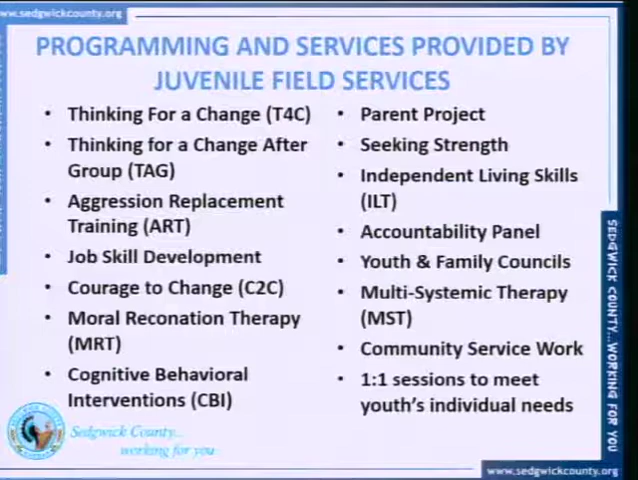 www.sedgwickcounty.org
PROGRAMMING AND SERVICES PROVIDED BY
JUVENILE FIELD SERVICES
• Thinking For a Change (T4C)
• Thinking for a Change After
Group (TAG)
• Aggression Replacement
Training (ART)
• Job Skill Development
• Courage to Change (C2C)
• Moral Reconation Therapy
(MRT)
• Cognitive Behavioral
Interventions (CBI)
• Parent Project
• Seeking Strength
• Independent Living Skills
(ILT)
• Accountability Panel
• Youth & Family Councils
• Multi-Systemic Therapy
(MST)
• Community Service Work
• 1:1 sessions to meet
youth's individual needs
SEDGWICK COUNTY...WORKING FOR YOU
Sedgwick County...
working for you
www.sedgwickcounty.org